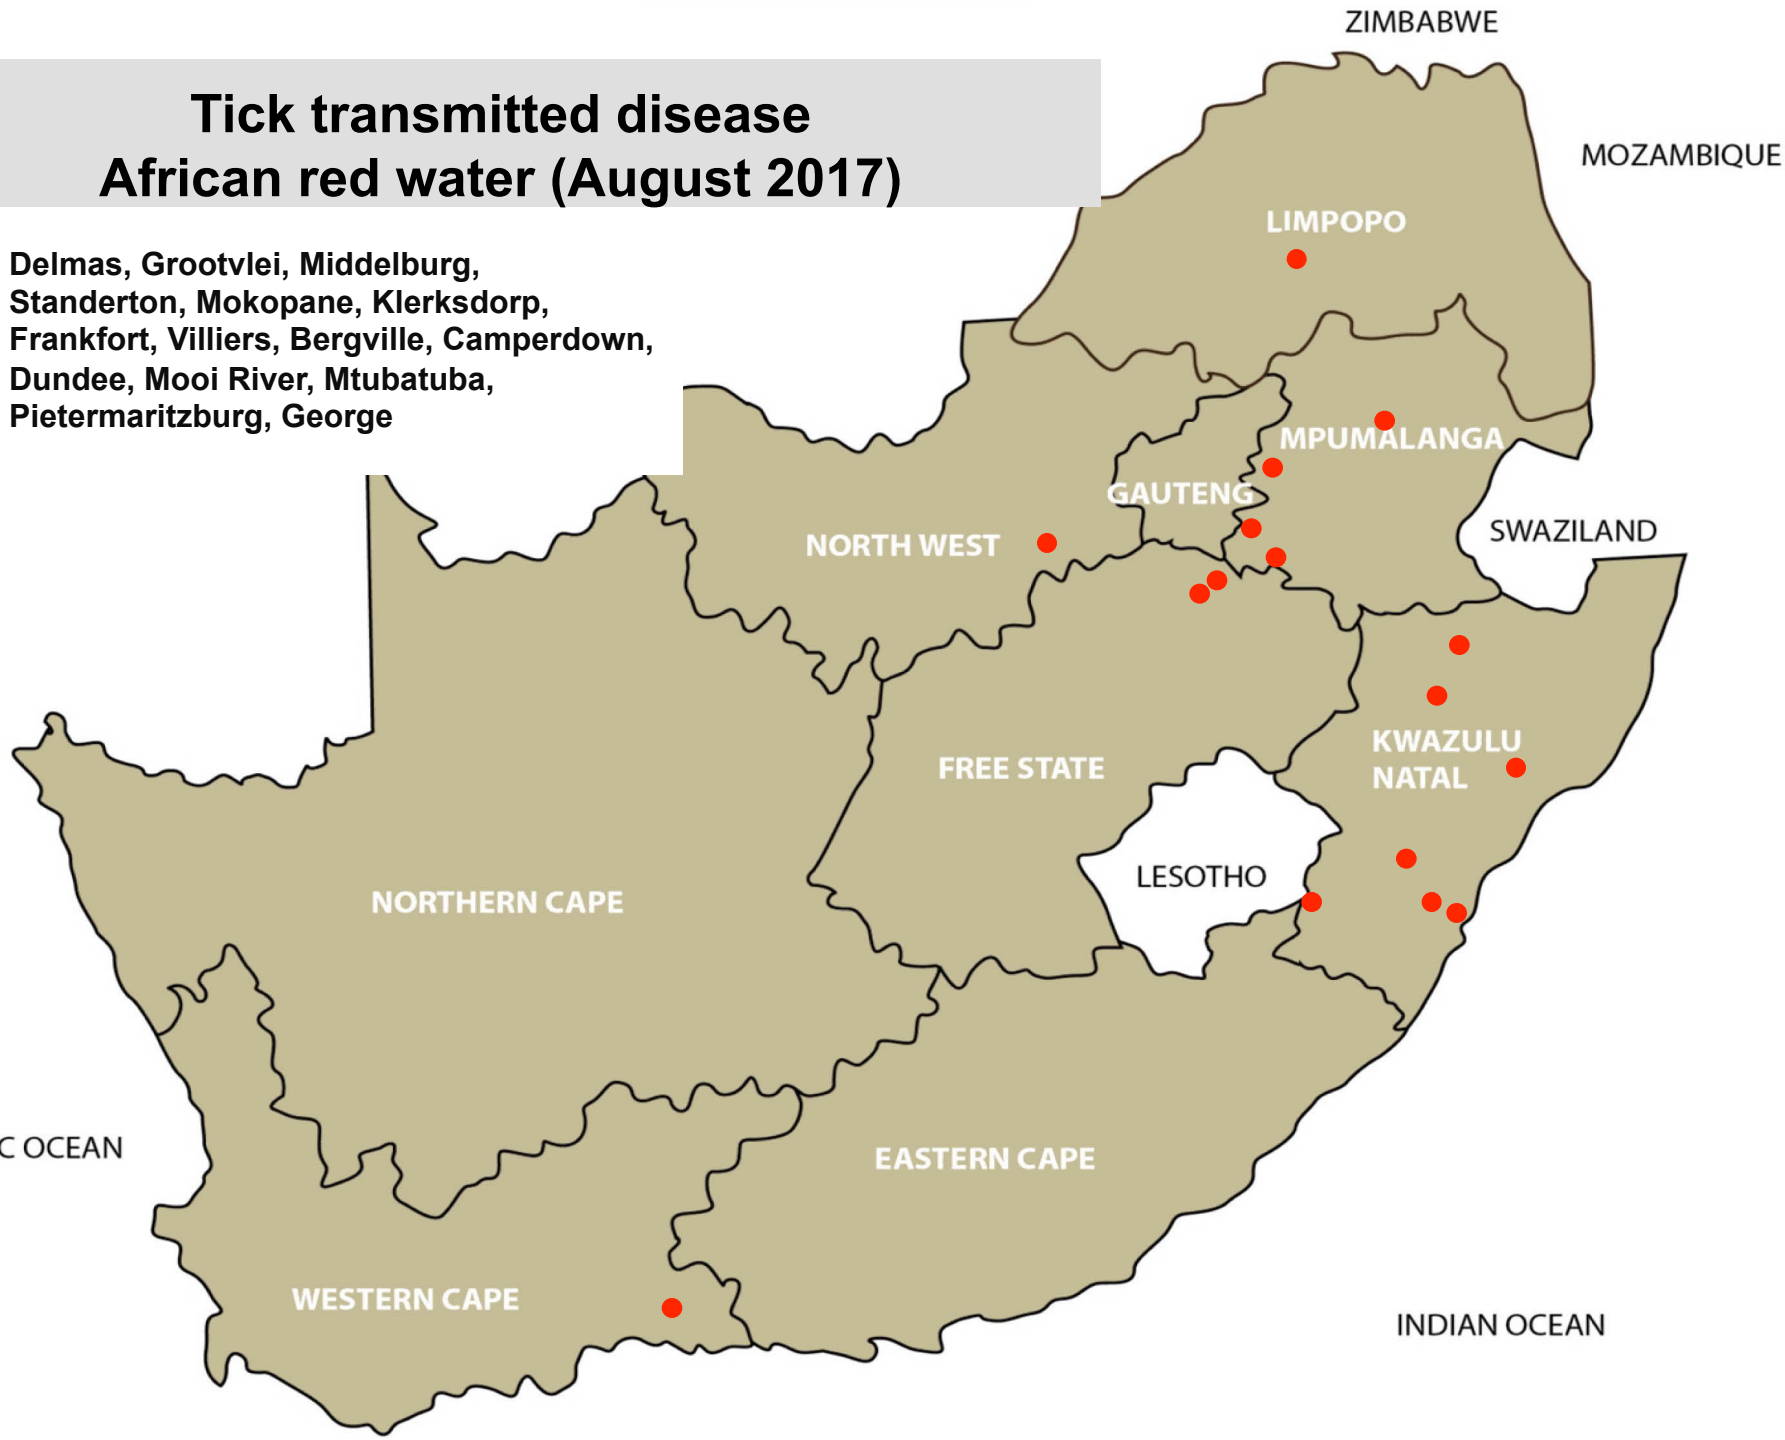 ZIMBABWE
Tick transmitted disease
African red water (August 2017)
MOZAMBIQUE
LIMPOPO
Delmas, Grootvlei, Middelburg,
Standerton, Mokopane, Klerksdorp,
Frankfort, Villiers, Bergville, Camperdown,
Dundee, Mooi River, Mtubatuba,
Pietermaritzburg, George
MPUMALANGA
GAUTENG
SWAZILAND
NORTH WEST
KWAZULU
NATAL
FREE STATE
LESOTHO
NORTHERN CAPE
C OCEAN
EASTERN CAPE
WESTERN CAPE
INDIAN OCEAN